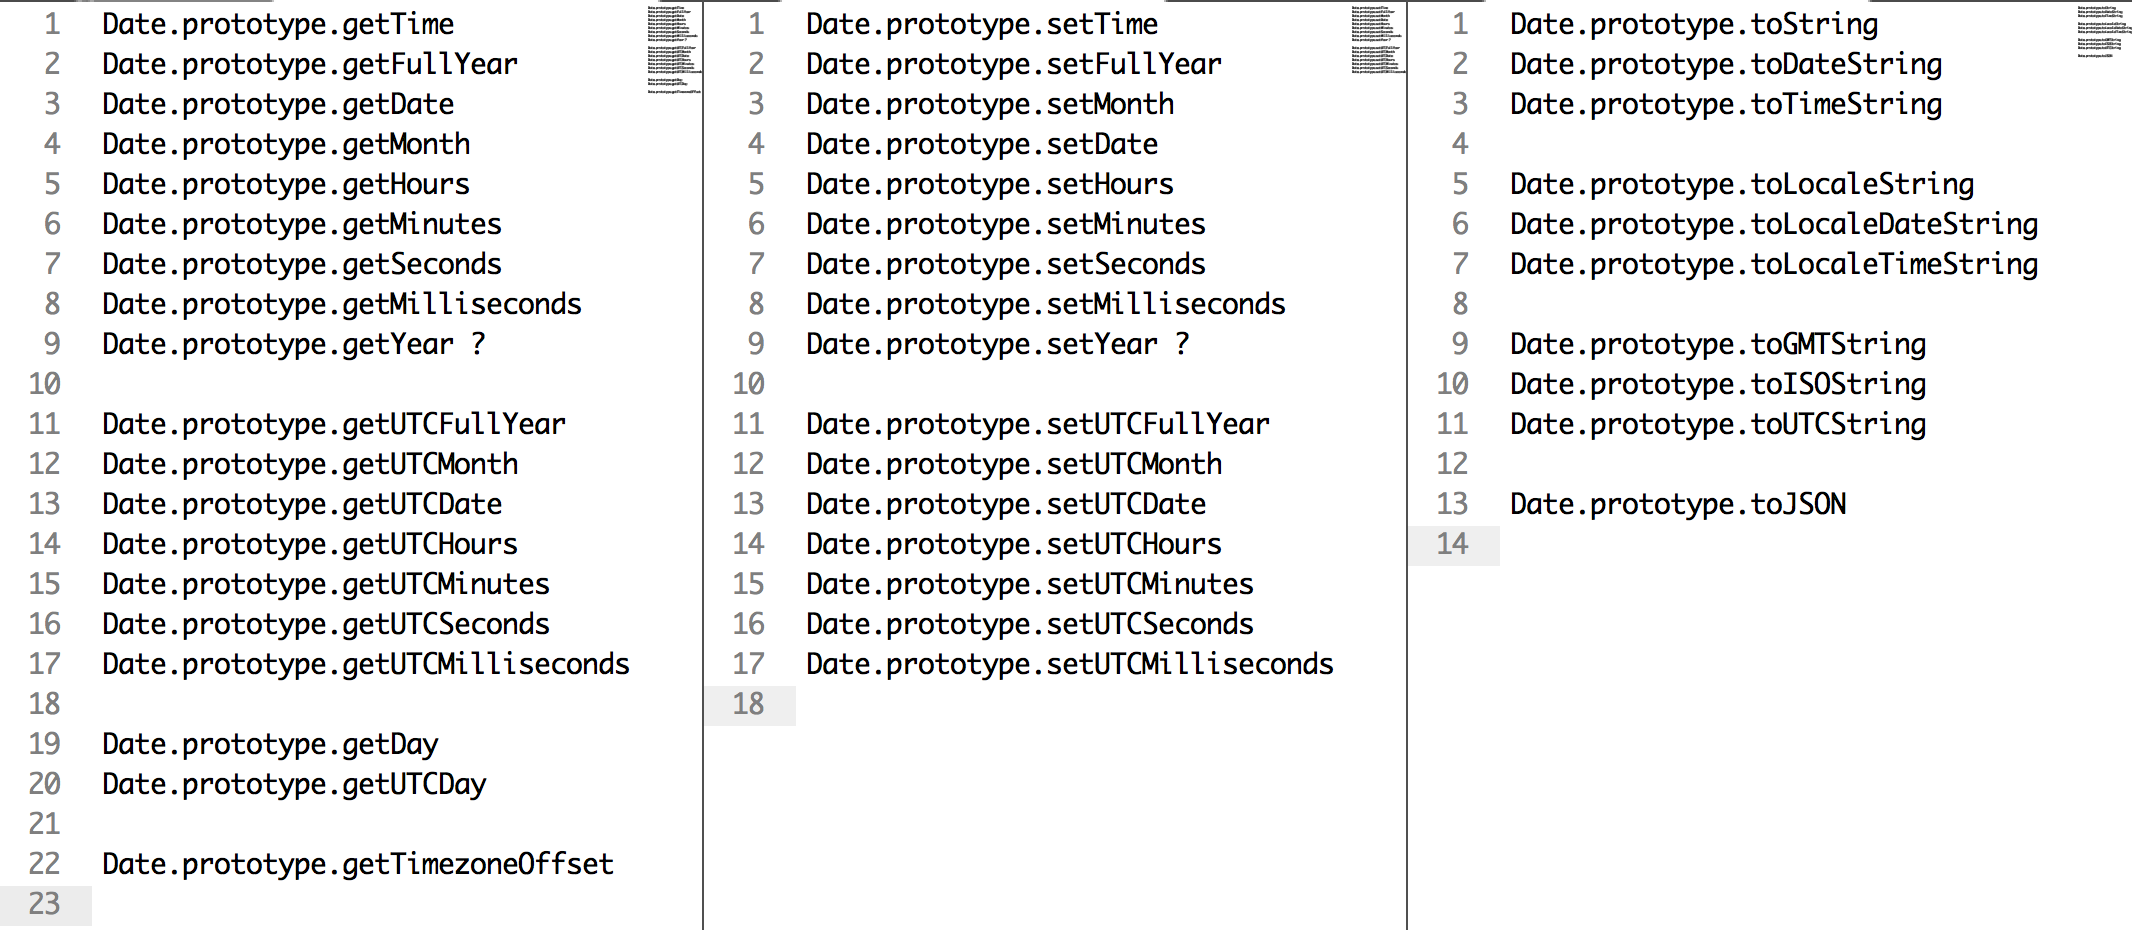 1 Date.prototype.getTime
2 Date.prototype.getFullYear
3 Date.prototype.getDate
4 Date.prototype.getMonth
5 Date.prototype.getHours
6 Date.prototype.getMinutes
7 Date.prototype.getSeconds
8 Date.prototype.getMilliseconds
9 Date.prototype.getYear ?
10
11 Date.prototype.getUTCFullYear
12 Date.prototype.getUTCMonth
13 Date.prototype.getUTCDate
14 Date.prototype.getUTCHours
15 Date.prototype.getUTCMinutes
16 Date.prototype.getUTCSeconds
17 Date.prototype.getUTCMilliseconds
18
19 Date.prototype.getDay
20 Date.prototype.getUTCDay
21
22 Date.prototype.getTimezoneOffset
23
1 Date.prototype.setTime
2 Date.prototype.setFullYear
3 Date.prototype.setMonth
4 Date.prototype.setDate
5 Date.prototype.setHours
6 Date.prototype.setMinutes
7 Date.prototype.setSeconds
8 Date.prototype.setMilliseconds
9 Date.prototype.setYear ?
10
11 Date.prototype.setUTCFullYear
12 Date.prototype.setUTCMonth
13 Date.prototype.setUTCDate
14 Date.prototype.setUTCHours
15 Date.prototype.setUTCMinutes
16 Date.prototype.setUTCSeconds
17 Date.prototype.setUTCMilliseconds
18
1 Date.prototype.toString
2 Date.prototype.toDateString
3 Date.prototype.toTimeString
4
5 Date.prototype.toLocaleString
6 Date.prototype.toLocaleDateString
7 Date.prototype.toLocaleTimeString
8
9 Date.prototype.toGMTString
10 Date.prototype.toISOString
11 Date.prototype.toUTCString
12
13 Date.prototype.toJSON
14